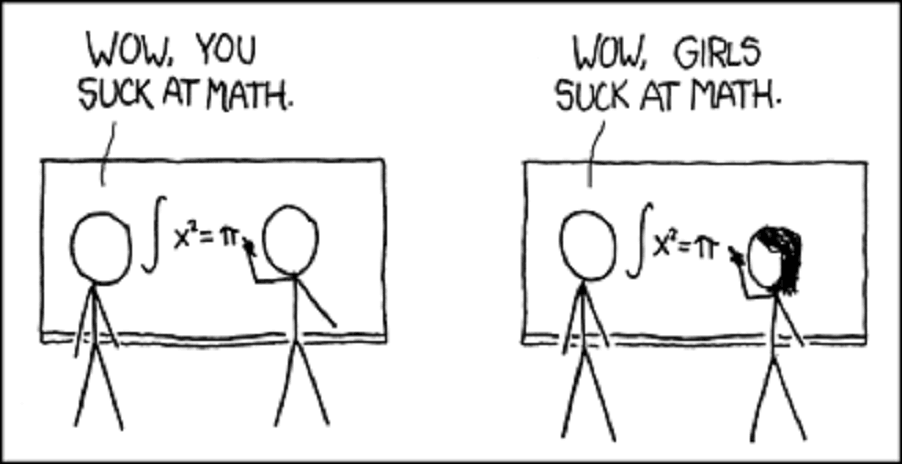 WOW, YOU
SUCK AT MATH.
∫ x² = π
WOW, GIRLS
SUCK AT MATH.
∫ x² = π